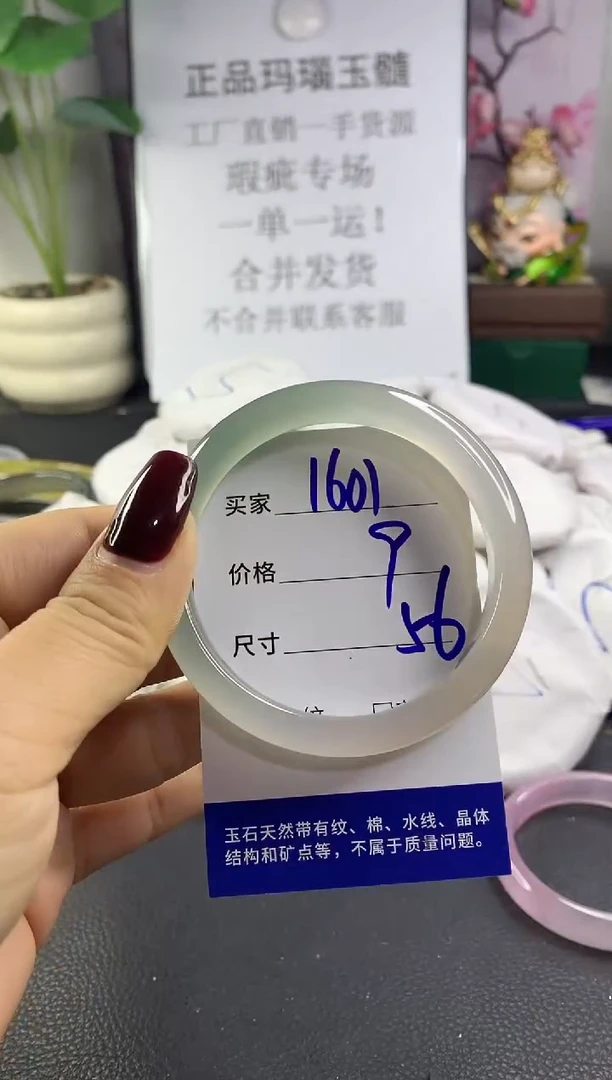 正品玛瑙玉髓
工厂直销一手货源
瑕疵专场
一单一运！
合并发货
不合并联系客服
买家 1601
价格 9
尺寸 56
玉石天然带有纹、棉、水线、晶体
结构和矿点等，不属于质量问题。